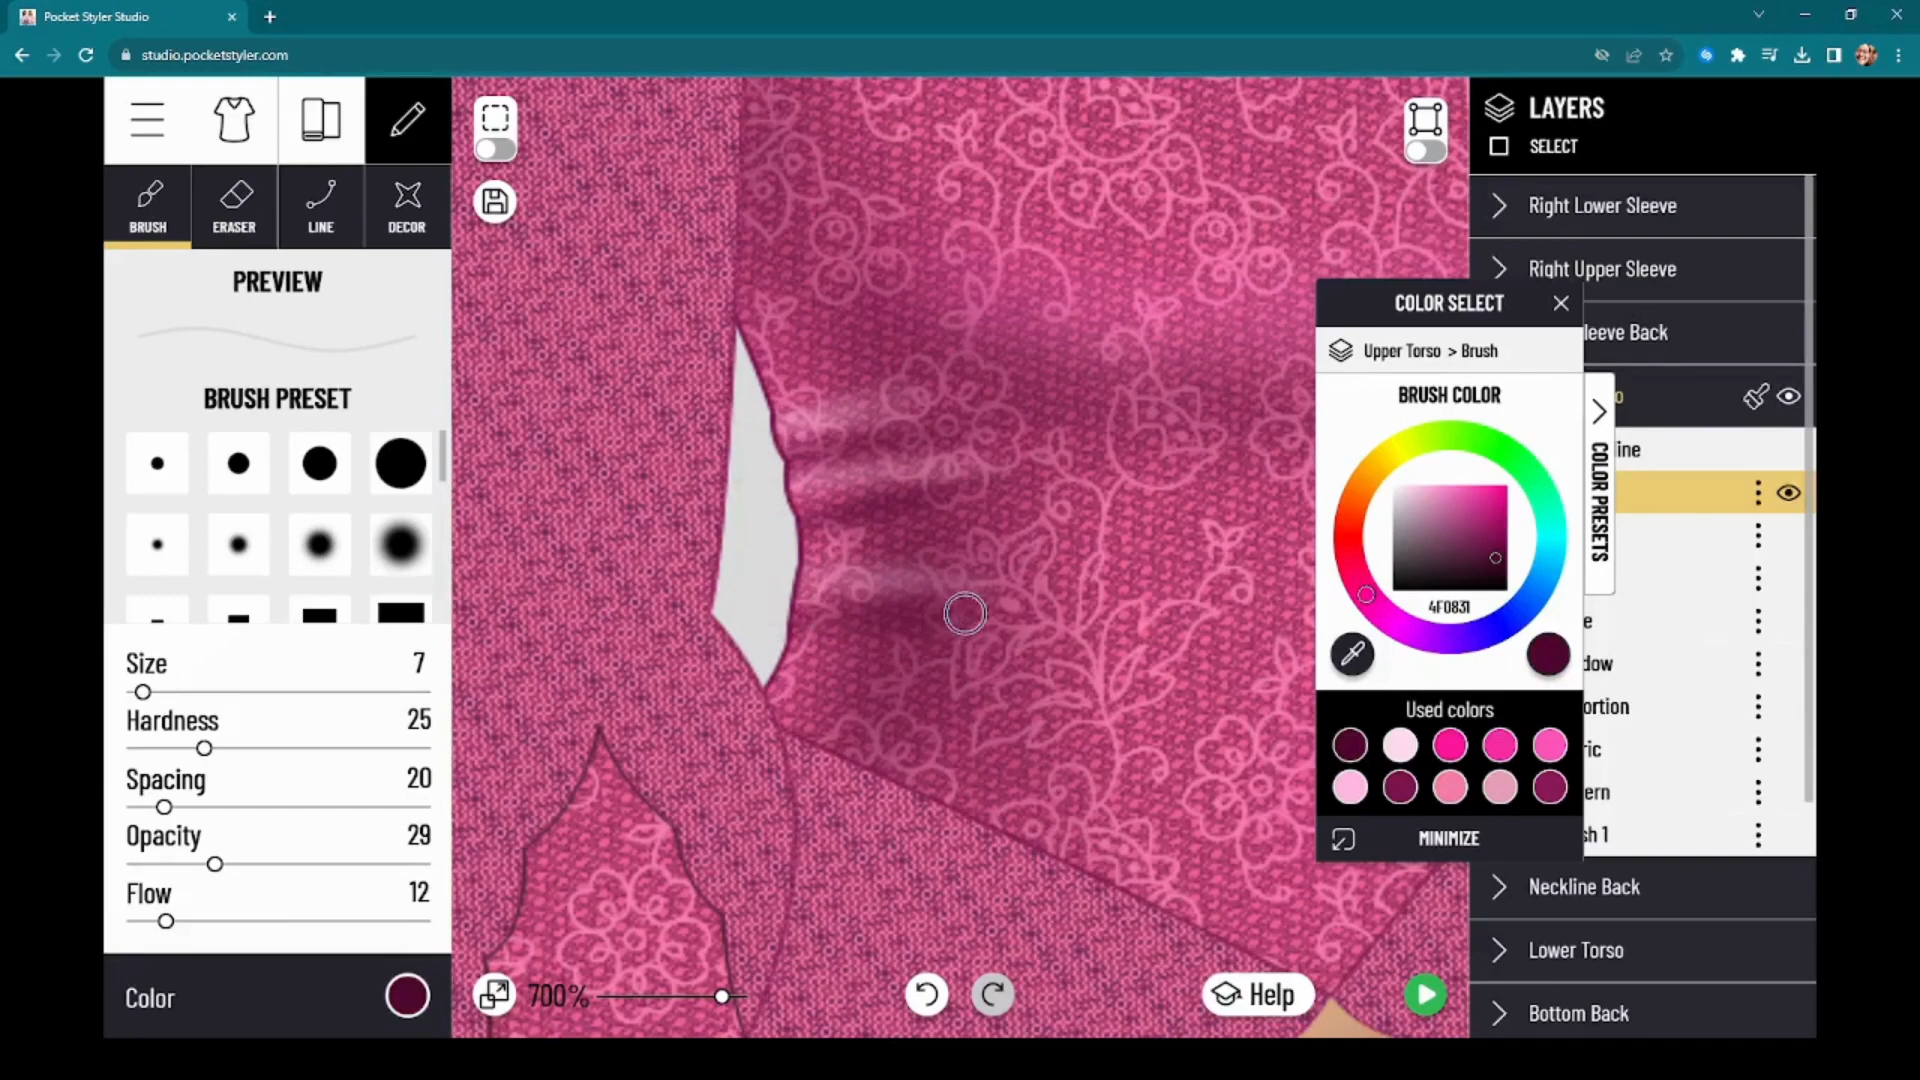 Pocket Styler Studio
studio.pocketstyler.com
BRUSH
ERASER
LINE
DECOR
PREVIEW
BRUSH PRESET
Size 7
Hardness 25
Spacing 20
Opacity 29
Flow 12
Color
700%
Help
LAYERS
SELECT
Right Lower Sleeve
Right Upper Sleeve
leeve Back
o
ine
e
dow
ortion
ric
ern
sh 1
Neckline Back
Lower Torso
Bottom Back
COLOR SELECT
Upper Torso > Brush
BRUSH COLOR
4F0831
Used colors
MINIMIZE
COLOR PRESETS